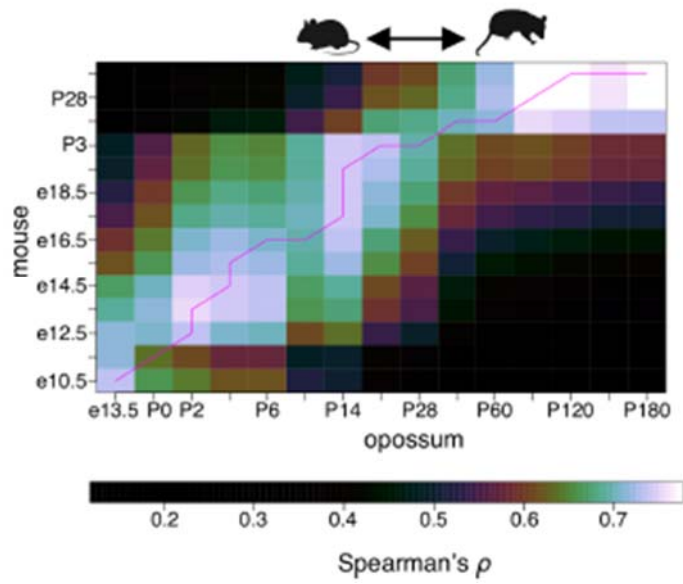 P28
P3
e18.5
e16.5
e14.5
e12.5
e10.5
mouse
e13.5 P0 P2 P6 P14 P28 P60 P120 P180
opossum
0.2 0.3 0.4 0.5 0.6 0.7
Spearman's ρ